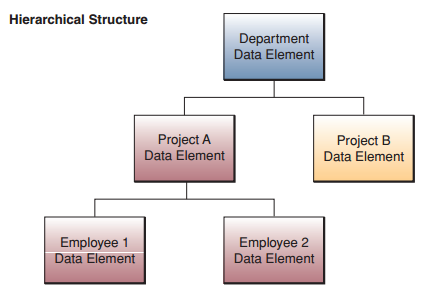 Hierarchical Structure
Department
Data Element
Project A
Data Element
Project B
Data Element
Employee 1
Data Element
Employee 2
Data Element